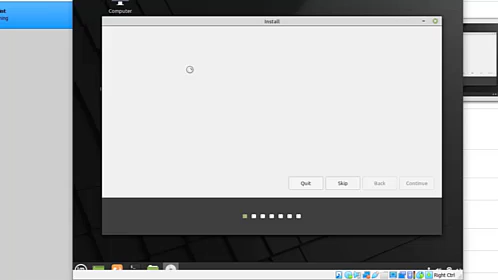 Computer
Install
Quit
Skip
Back
Continue
Right Ctrl